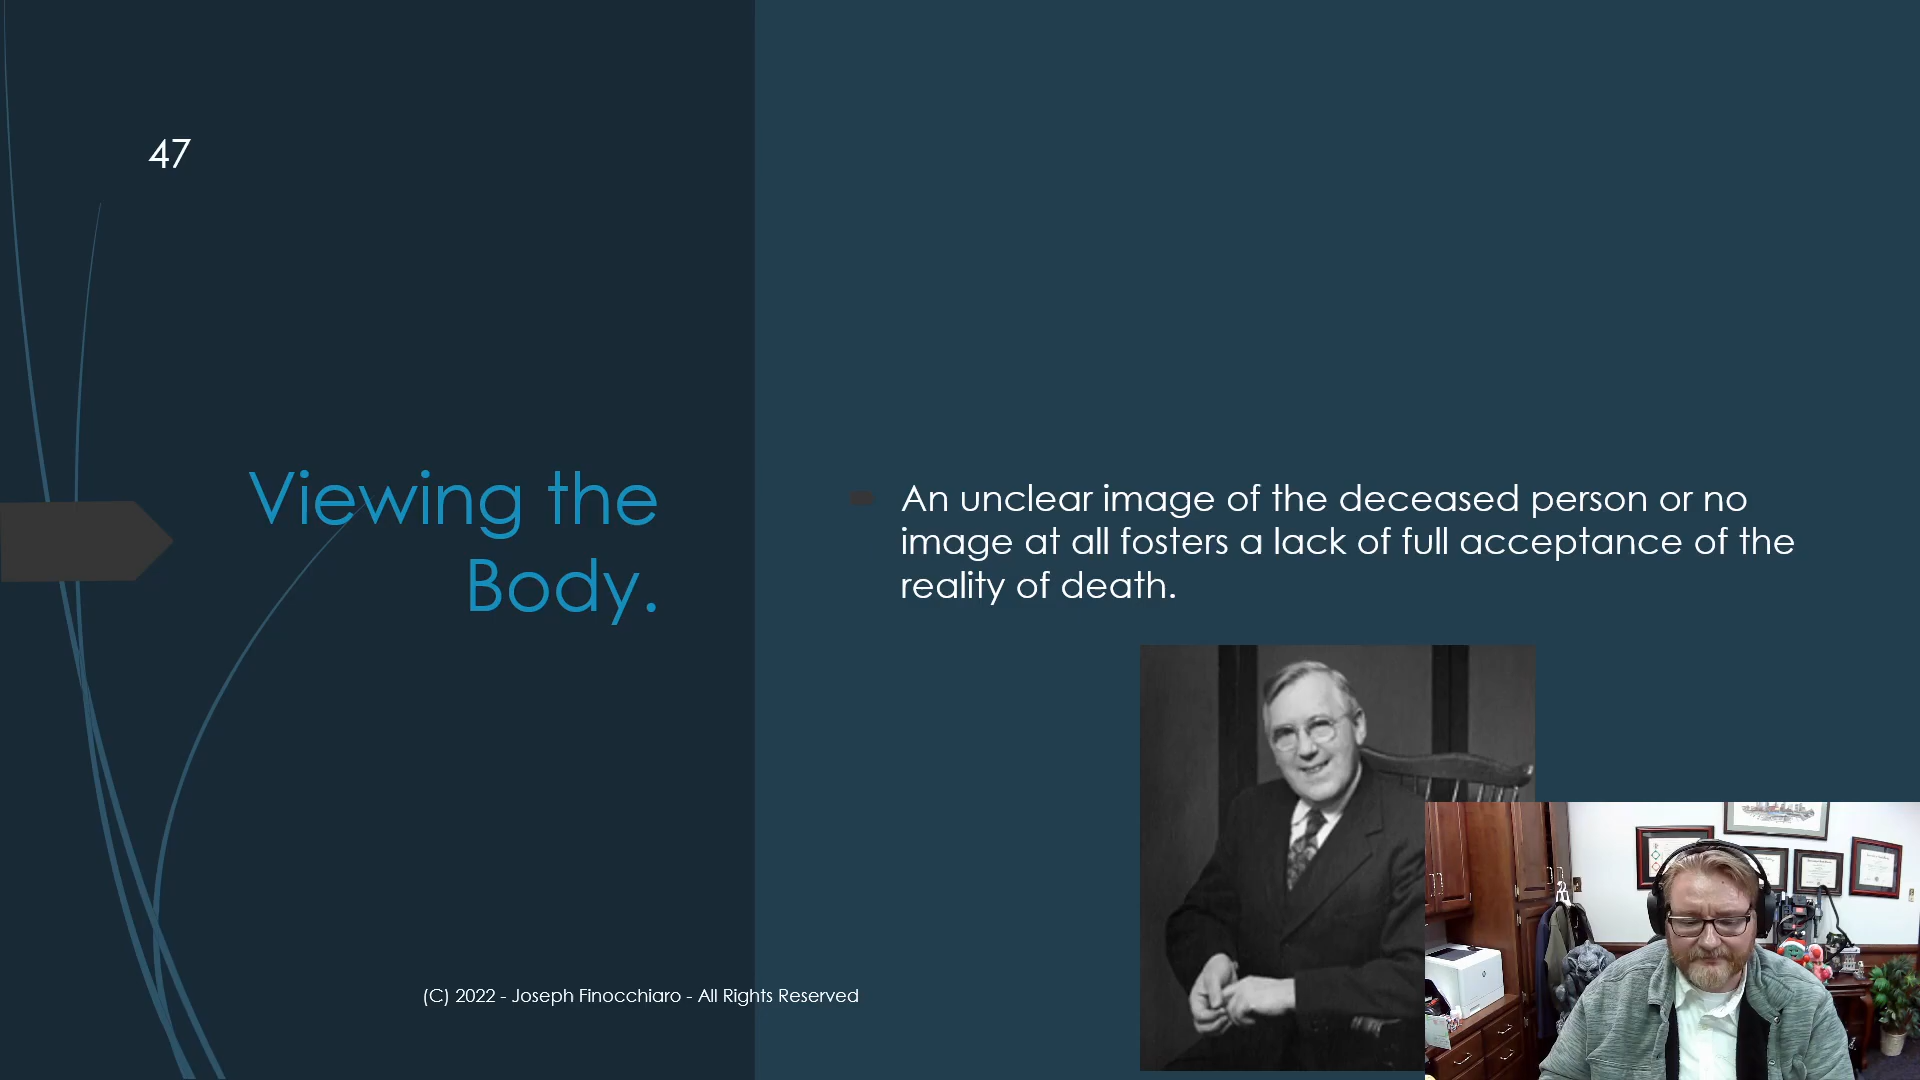 47
Viewing the
Body.
An unclear image of the deceased person or no
image at all fosters a lack of full acceptance of the
reality of death.
(C) 2022 - Joseph Finocchiaro - All Rights Reserved